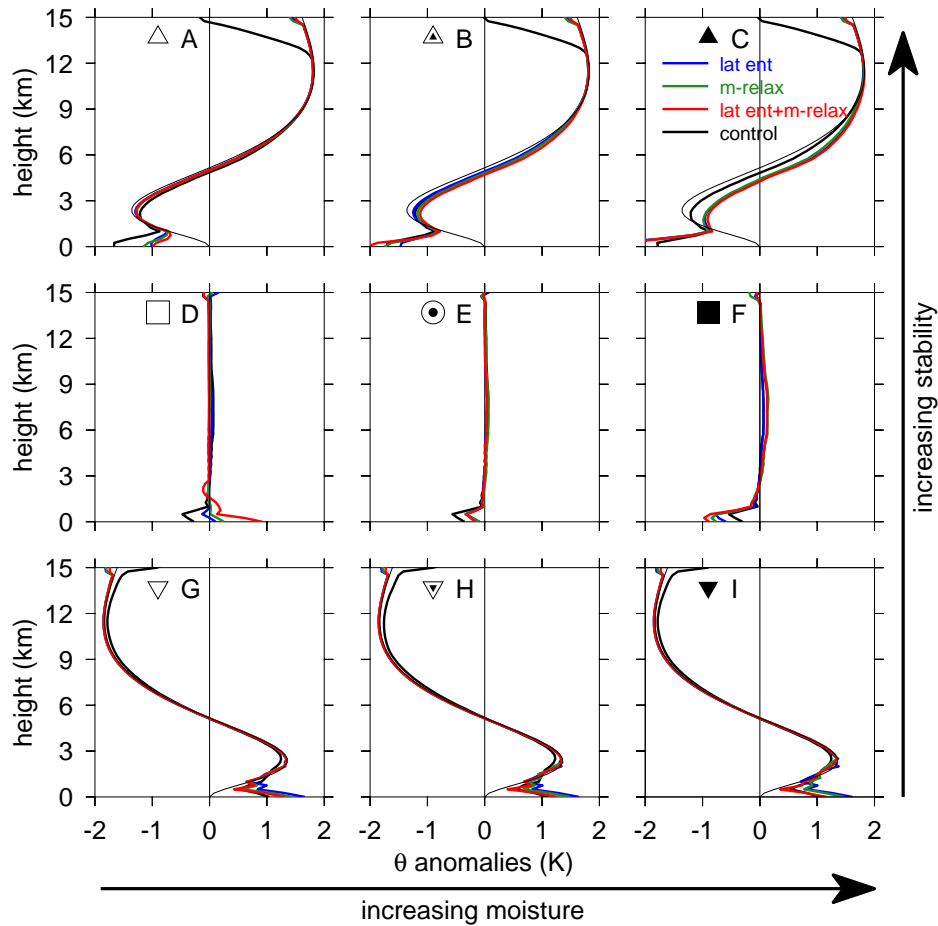 15
12
9
6
3
0
height (km)
A
B
C
lat ent
m-relax
lat ent+m-relax
control
15
12
9
6
3
0
height (km)
D
E
F
15
12
9
6
3
0
height (km)
G
H
I
-2 -1 0 1 2
-2 -1 0 1 2
-2 -1 0 1 2
θ anomalies (K)
increasing moisture
increasing stability